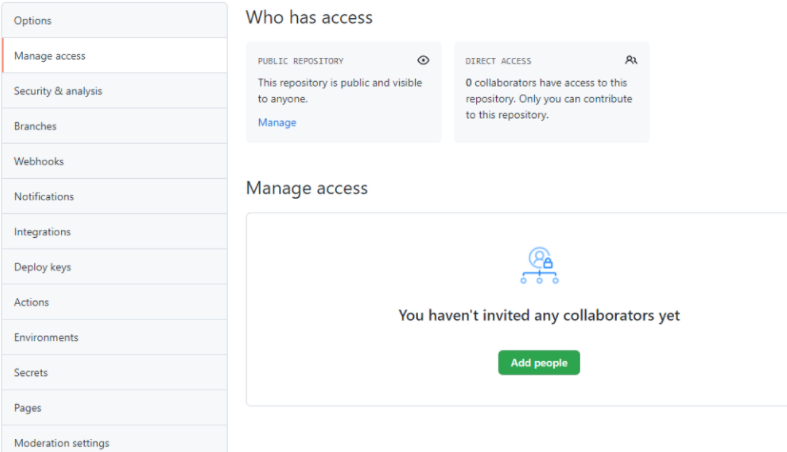 Options
Manage access
Security & analysis
Branches
Webhooks
Notifications
Integrations
Deploy keys
Actions
Environments
Secrets
Pages
Moderation settings
Who has access
PUBLIC REPOSITORY
This repository is public and visible
to anyone.
Manage
DIRECT ACCESS
0 collaborators have access to this
repository. Only you can contribute
to this repository.
Manage access
You haven't invited any collaborators yet
Add people